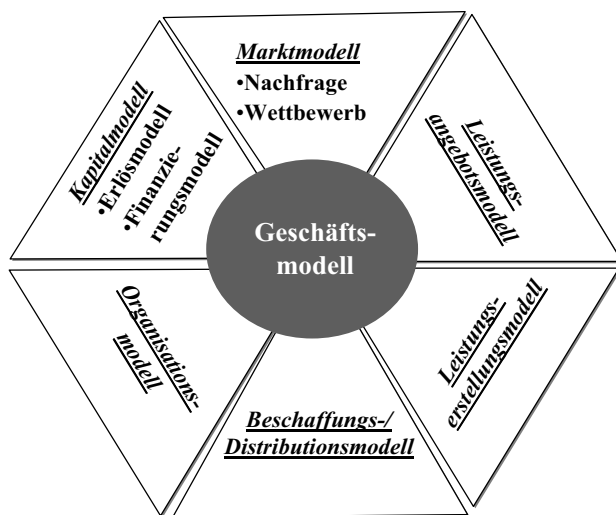 Marktmodell
•Nachfrage
•Wettbewerb
Leistungs-
angebotsmodell
Leistungs-
erstellungsmodell
Beschaffungs-/
Distributionsmodell
Organisations-
modell
Kapitalmodell
•Erlösmodell
•Finanzie-
rungsmodell
Geschäfts-
modell